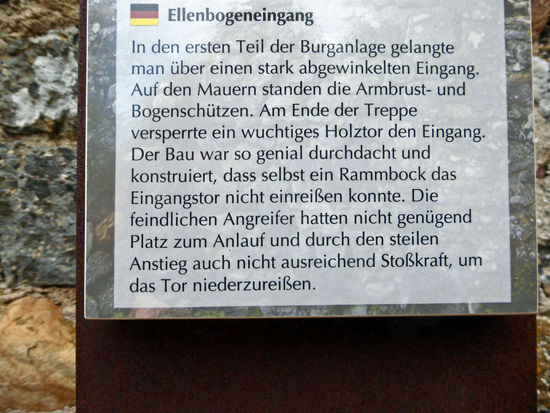 Ellenbogeneingang
In den ersten Teil der Burganlage gelangte
man über einen stark abgewinkelten Eingang.
Auf den Mauern standen die Armbrust- und
Bogenschützen. Am Ende der Treppe
versperrte ein wuchtiges Holztor den Eingang.
Der Bau war so genial durchdacht und
konstruiert, dass selbst ein Rammbock das
Eingangstor nicht einreißen konnte. Die
feindlichen Angreifer hatten nicht genügend
Platz zum Anlauf und durch den steilen
Anstieg auch nicht ausreichend Stoßkraft, um
das Tor niederzureißen.